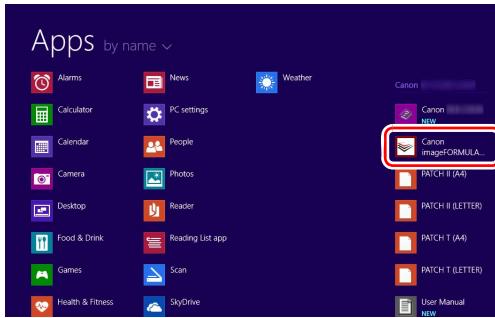 Apps by name
Alarms
Calculator
Calendar
Camera
Desktop
Food & Drink
Games
Health & Fitness
News
PC settings
People
Photos
Reader
Reading List app
Scan
SkyDrive
Weather
Canon
Canon
NEW
Canon
imageFORMULA...
PATCH II (A4)
PATCH II (LETTER)
PATCH T (A4)
PATCH T (LETTER)
User Manual
NEW